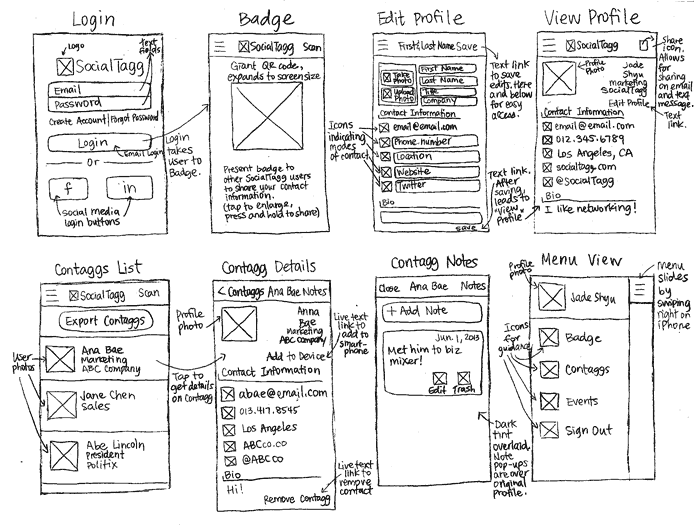 Login
Logo
Text fields
SocialTagg
Email
Password
Create Account/Forgot Password
Login
Email Login
Or
f
in
social media
login buttons
Login
takes
user to
Badge.
Badge
SocialTagg Scan
Giant QR code,
expands to screensize
Present badge to
other SocialTagg users
to share your contact
information.
(tap to enlarge,
press and hold to share)
Edit Profile
First/Last Name Save
Take Photo
Upload Photo
First Name
Last Name
Title
Company
Contact Information
email@email.com
Phone number
Location
Website
Twitter
Bio
save
Icons
indicating
modes
of contact
Text link
to save
edits. Here
and below
for easy
access.
Text link.
After
saving,
leads to
"View
Profile"
View Profile
SocialTagg
Profile
Photo
Jade
Shyu
marketing
SocialTagg
Edit Profile
Contact Information
email@email.com
012.345.6789
Los Angeles, CA
socialtagg.com
@SocialTagg
Bio
I like networking!
Share
icon.
Allows
for
sharing
on email
and text
message.
Text
link.
Contaggs List
SocialTagg Scan
Export Contaggs
Ana Bae
Marketing
ABC Company
Jane Chen
Sales
Abe Lincoln
President
Politix
User
photos
Tap to
get details
on Contagg
Contagg Details
< Contaggs Ana Bae Notes
Anna
Bae
marketing
ABC Company
Add to Device
Contact Information
abae@email.com
013.417.8545
Los Angeles
ABCco.co
@ABCco
Bio
Hi!
Remove Contagg
Profile
photo
Live text
link to
add to
smart-
phone
Live text
link to
remove
contact
Contagg Notes
Close Ana Bae Notes
+ Add Note
Jun. 1, 2013
Met him to biz
mixer!
Edit Trash
Dark
tint
overlaid.
Note
pop-ups
are over
original
profile.
Menu View
Profile
photo
Jade Shyu
Badge
Contaggs
Events
Sign Out
Icons
for
guidance
Menu
slides
by
swiping
right on
iPhone